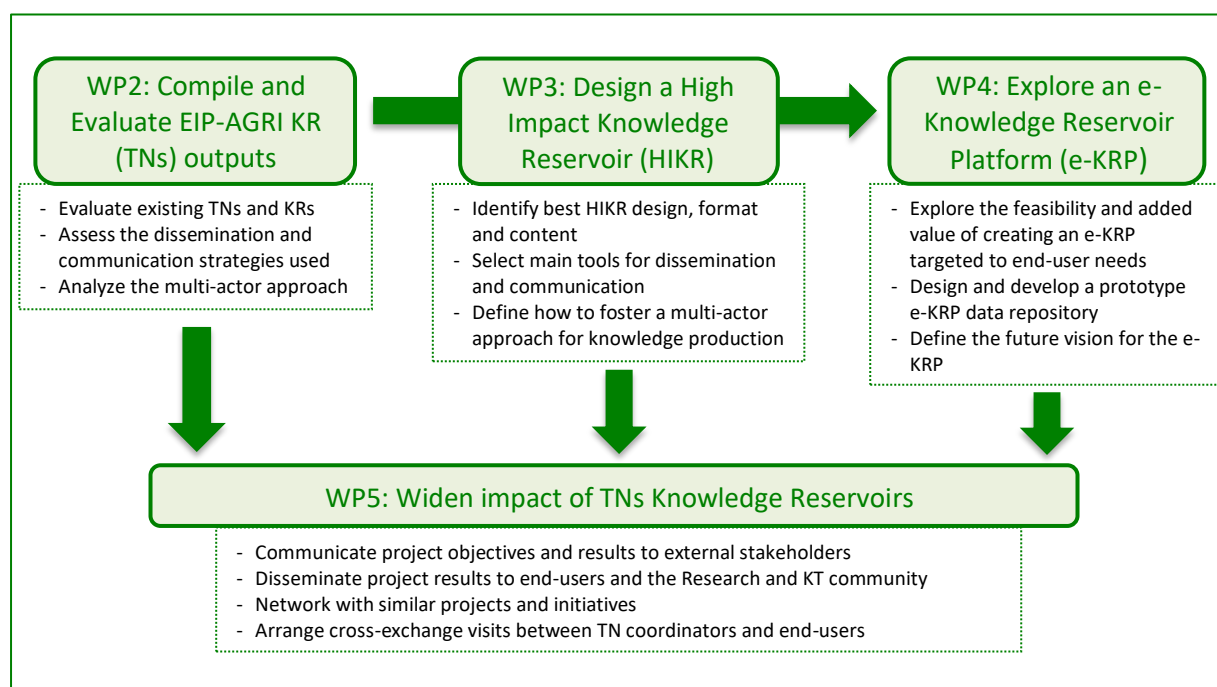 WP2: Compile and
Evaluate EIP-AGRI KR
(TNs) outputs
- Evaluate existing TNs and KRs
- Assess the dissemination and
communication strategies used
- Analyze the multi-actor approach
WP3: Design a High
Impact Knowledge
Reservoir (HIKR)
- Identify best HIKR design, format
and content
- Select main tools for dissemination
and communication
- Define how to foster a multi-actor
approach for knowledge production
WP4: Explore an e-
Knowledge Reservoir
Platform (e-KRP)
- Explore the feasibility and added
value of creating an e-KRP
targeted to end-user needs
- Design and develop a prototype
e-KRP data repository
- Define the future vision for the e-
KRP
WP5: Widen impact of TNs Knowledge Reservoirs
- Communicate project objectives and results to external stakeholders
- Disseminate project results to end-users and the Research and KT community
- Network with similar projects and initiatives
- Arrange cross-exchange visits between TN coordinators and end-users